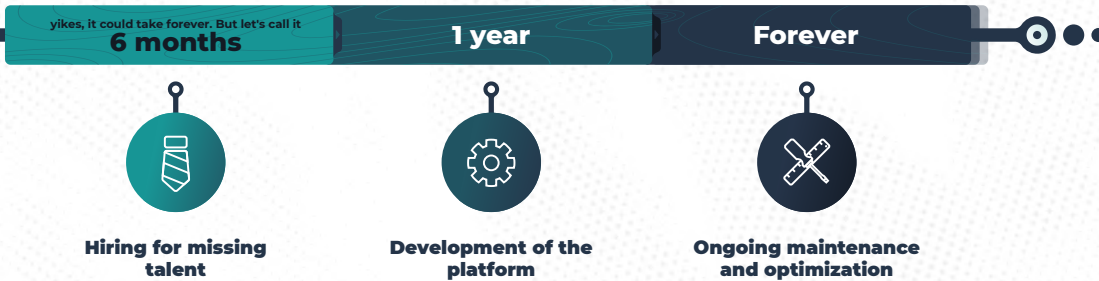 yikes, it could take forever. But let's call it
6 months
1 year
Forever
Hiring for missing
talent
Development of the
platform
Ongoing maintenance
and optimization